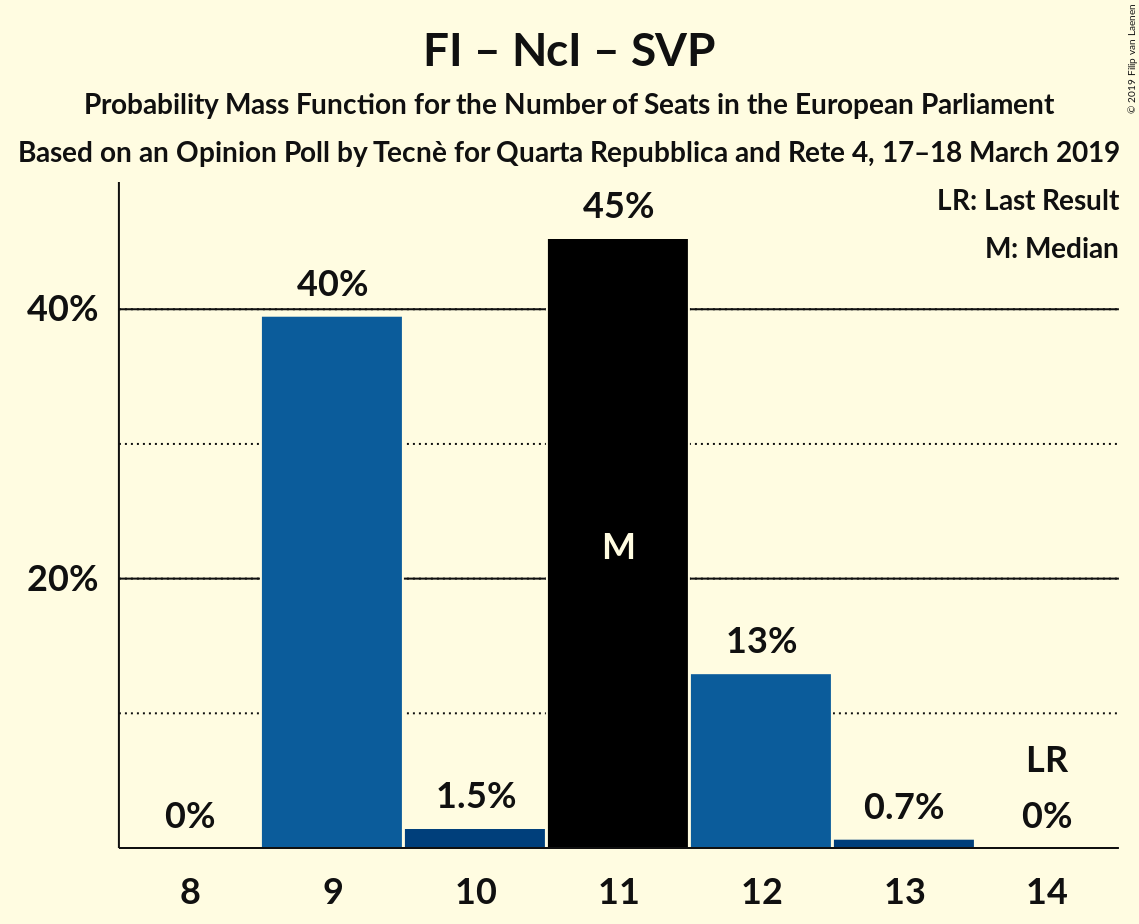 FI – NcI – SVP
Probability Mass Function for the Number of Seats in the European Parliament
Based on an Opinion Poll by Tecnè for Quarta Repubblica and Rete 4, 17–18 March 2019
© 2019 Filip van Laenen
LR: Last Result
M: Median
45%
40%
40%
M
20%
13%
LR
1.5%
0.7%
0%
0%
8 9 10 11 12 13 14